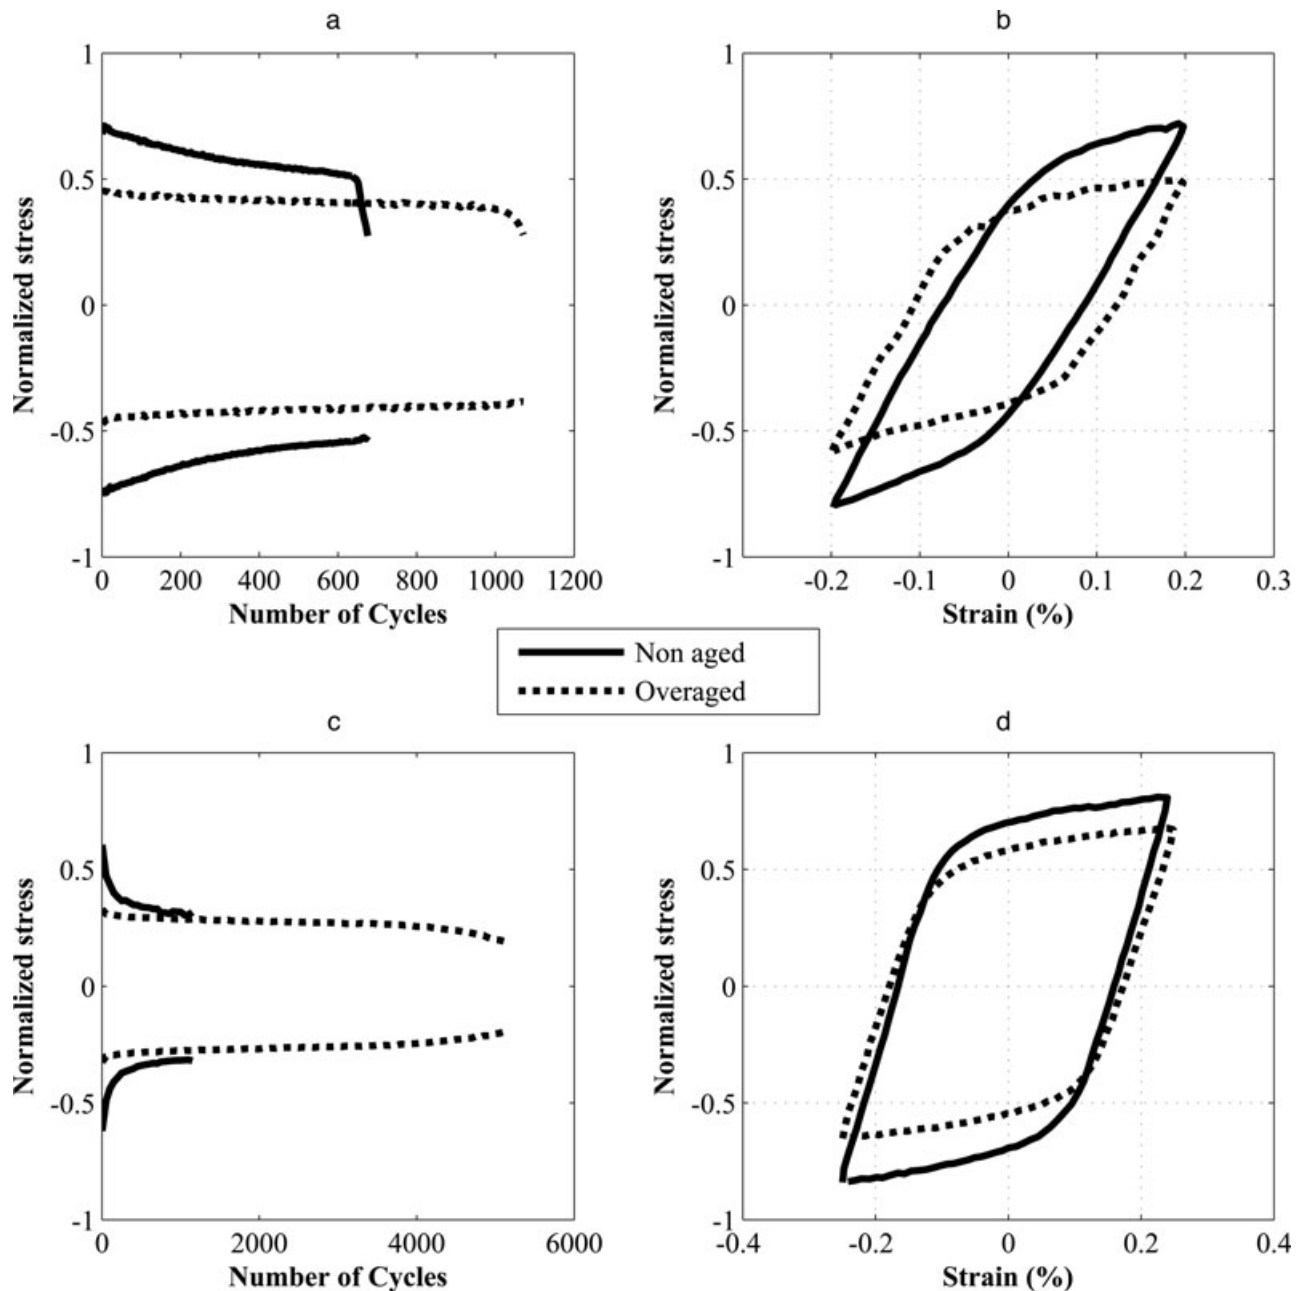 a
b
1
0.5
0
-0.5
-1
Normalized stress
0 200 400 600 800 1000 1200
Number of Cycles
1
0.5
0
-0.5
-1
Normalized stress
-0.2 -0.1 0 0.1 0.2 0.3
Strain (%)
Non aged
Overaged
c
d
1
0.5
0
-0.5
-1
Normalized stress
0 2000 4000 6000
Number of Cycles
1
0.5
0
-0.5
-1
Normalized stress
-0.4 -0.2 0 0.2 0.4
Strain (%)